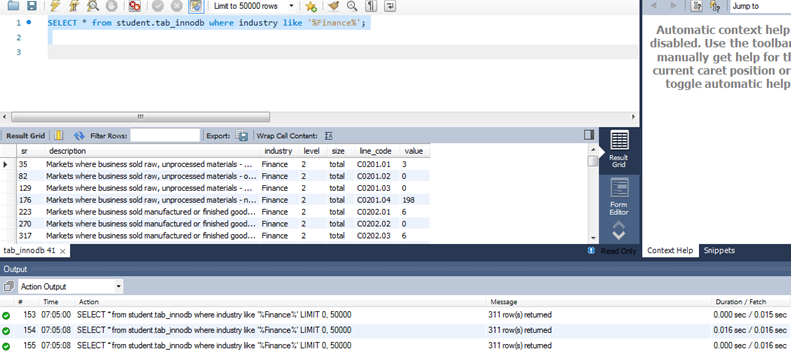 Limit to 50000 rows
Jump to
1 SELECT * from student.tab_innodb where industry like '%Finance%';
2
3
Automatic context help
disabled. Use the toolbar
manually get help for th
current caret position or
toggle automatic help
Result Grid Filter Rows: Export: Wrap Cell Content:
sr description industry level size line_code value
35 Markets where business sold raw, unprocessed materials - ... Finance 2 total C0201.01 3
82 Markets where business sold raw, unprocessed materials - o... Finance 2 total C0201.02 0
129 Markets where business sold raw, unprocessed materials - ... Finance 2 total C0201.03 0
176 Markets where business sold raw, unprocessed materials - n... Finance 2 total C0201.04 198
223 Markets where business sold manufactured or finished good... Finance 2 total C0202.01 6
270 Markets where business sold manufactured or finished good... Finance 2 total C0202.02 0
317 Markets where business sold manufactured or finished good... Finance 2 total C0202.03 6
Result
Grid
Form
Editor
tab_innodb 41 Read Only Context Help Snippets
Output
Action Output
# Time Action Message Duration / Fetch
153 07:05:00 SELECT * from student.tab_innodb where industry like '%Finance%' LIMIT 0, 50000 311 row(s) returned 0.000 sec / 0.015 sec
154 07:05:08 SELECT * from student.tab_innodb where industry like '%Finance%' LIMIT 0, 50000 311 row(s) returned 0.016 sec / 0.016 sec
155 07:05:08 SELECT * from student.tab_innodb where industry like '%Finance%' LIMIT 0, 50000 311 row(s) returned 0.000 sec / 0.015 sec